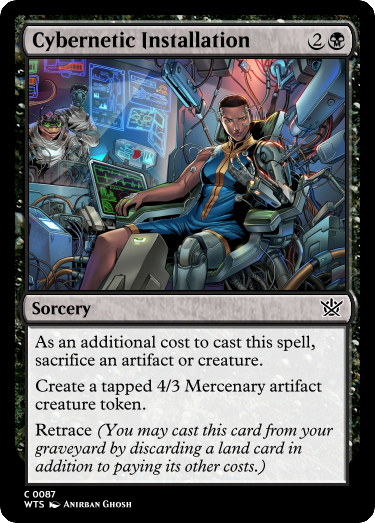 Cybernetic Installation 2
Sorcery
As an additional cost to cast this spell,
sacrifice an artifact or creature.
Create a tapped 4/3 Mercenary artifact
creature token.
Retrace (You may cast this card from your
graveyard by discarding a land card in
addition to paying its other costs.)
C 0087
WTS Anirban Ghosh